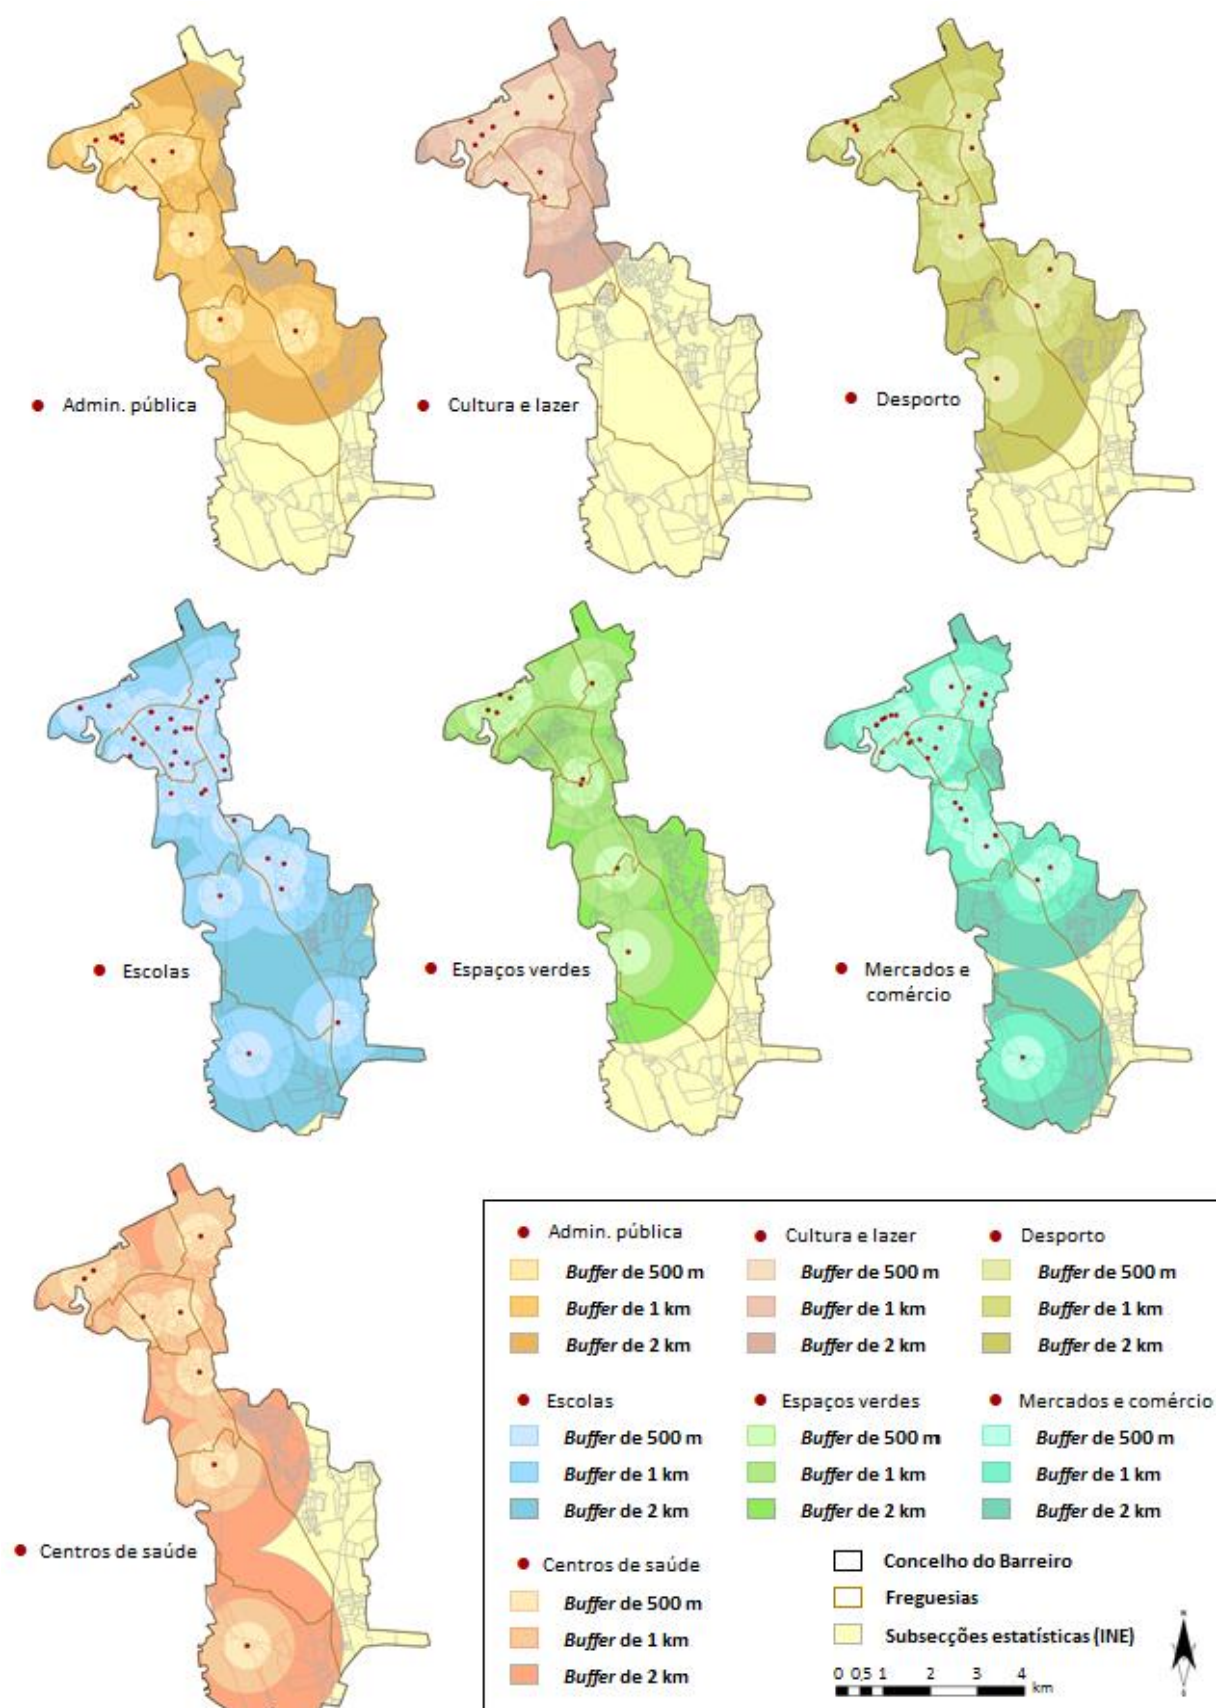 Admin. pública
Cultura e lazer
Desporto
Escolas
Espaços verdes
Mercados e
comércio
Centros de saúde
Admin. pública
Buffer de 500 m
Buffer de 1 km
Buffer de 2 km
Cultura e lazer
Buffer de 500 m
Buffer de 1 km
Buffer de 2 km
Desporto
Buffer de 500 m
Buffer de 1 km
Buffer de 2 km
Escolas
Buffer de 500 m
Buffer de 1 km
Buffer de 2 km
Espaços verdes
Buffer de 500 m
Buffer de 1 km
Buffer de 2 km
Mercados e comércio
Buffer de 500 m
Buffer de 1 km
Buffer de 2 km
Centros de saúde
Buffer de 500 m
Buffer de 1 km
Buffer de 2 km
Concelho do Barreiro
Freguesias
Subsecções estatísticas (INE)
0 0,5 1 2 3 4
km